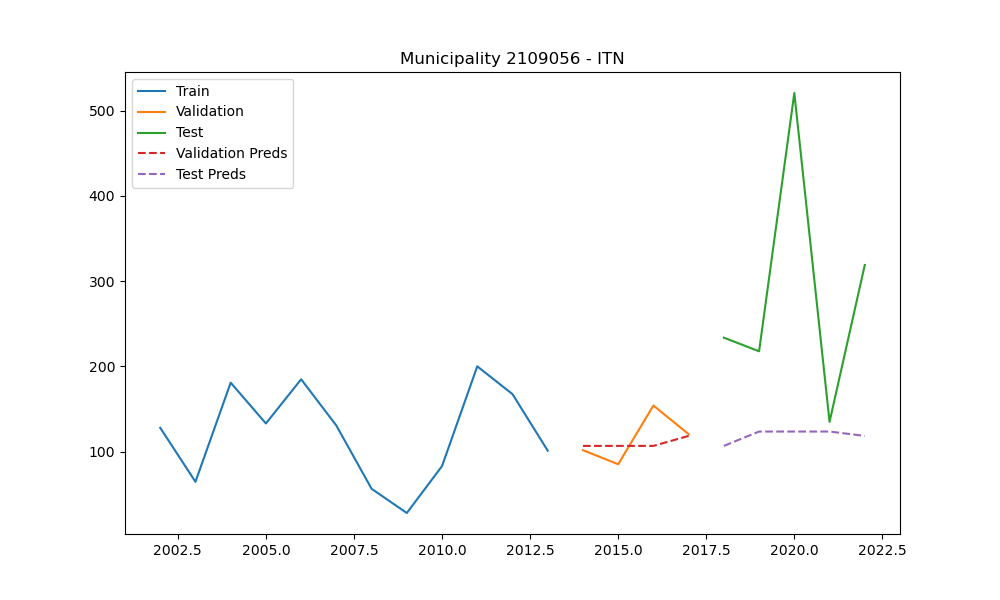 Municipality 2109056 - ITN
Train
Validation
Test
Validation Preds
Test Preds
500
400
300
200
100
2002.5 2005.0 2007.5 2010.0 2012.5 2015.0 2017.5 2020.0 2022.5